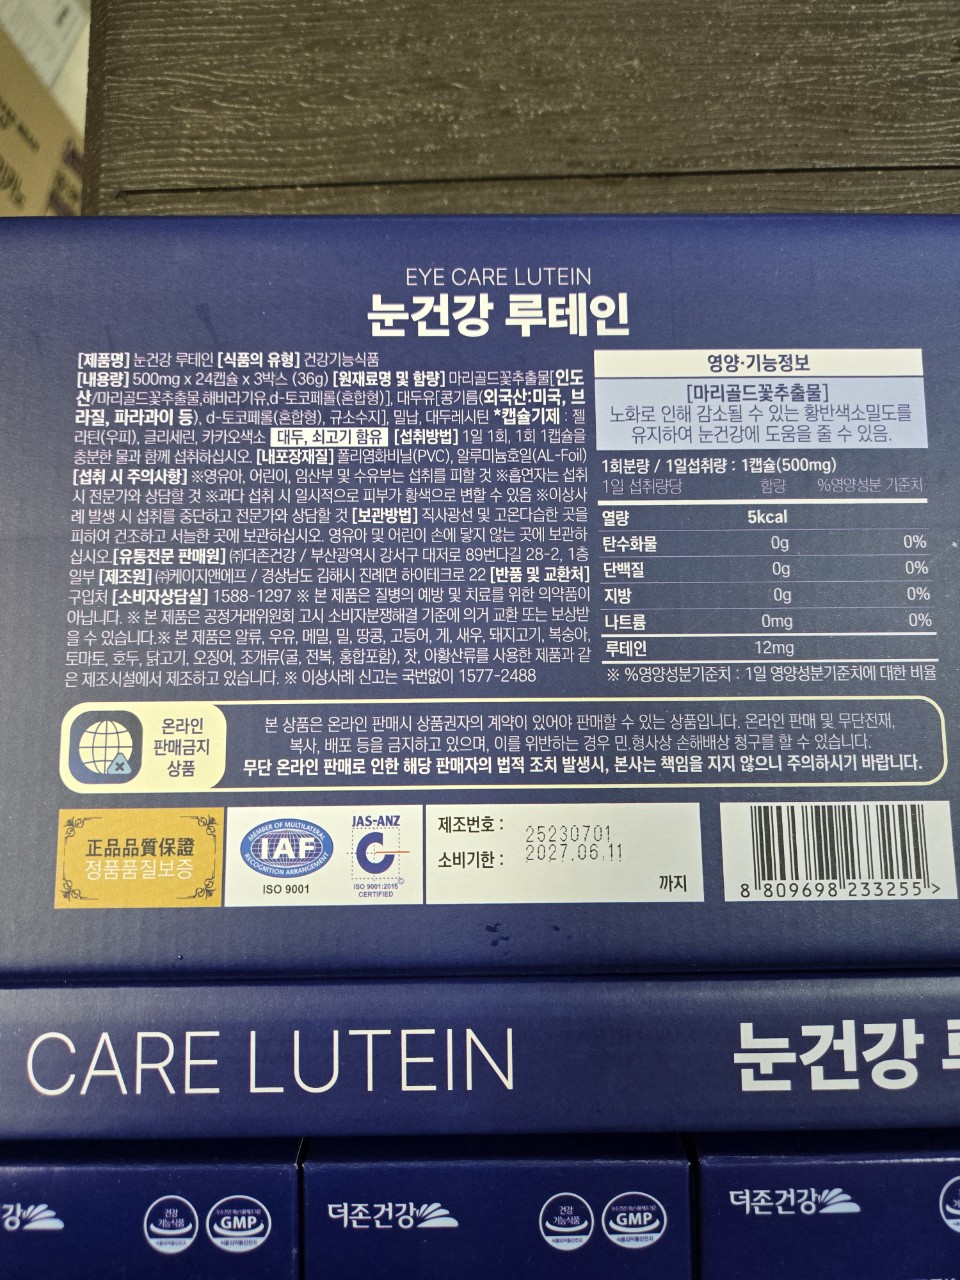 EYE CARE LUTEIN
눈건강 루테인
[제품명] 눈건강 루테인 [식품의 유형] 건강기능식품
[내용량] 500mg x 24캡슐 x 3박스 (36g) [원재료명 및 함량] 마리골드꽃추출물[인도
산/마리골드꽃추출물,해바라기유,d-토코페롤(혼합형)], 대두유[콩기름(외국산:미국, 브
라질, 파라과이 등), d-토코페롤(혼합형), 규소수지], 밀납, 대두레시틴 *캡슐기제 : 젤
라틴(우피), 글리세린, 카카오색소 대두, 쇠고기 함유 [섭취방법] 1일 1회, 1회 1캡슐을
충분한 물과 함께 섭취하십시오. [내포장재질] 폴리염화비닐(PVC), 알루미늄호일(AL-Foil)
[섭취 시 주의사항] ※영유아, 어린이, 임산부 및 수유부는 섭취를 피할 것 ※흡연자는 섭취
시 전문가와 상담할 것 ※과다 섭취 시 일시적으로 피부가 황색으로 변할 수 있음 ※이상사
례 발생 시 섭취를 중단하고 전문가와 상담할 것 [보관방법] 직사광선 및 고온다습한 곳을
피하여 건조하고 서늘한 곳에 보관하십시오. 영유아 및 어린이 손에 닿지 않는 곳에 보관하
십시오.[유통전문 판매원] ㈜더존건강 / 부산광역시 강서구 대저로 89번다길 28-2, 1층
일부 [제조원] ㈜케이지앤에프 / 경상남도 김해시 진례면 하이테크로 22 [반품 및 교환처]
구입처 [소비자상담실] 1588-1297 ※ 본 제품은 질병의 예방 및 치료를 위한 의약품이
아닙니다. ※ 본 제품은 공정거래위원회 고시 소비자분쟁해결 기준에 의거 교환 또는 보상받
을 수 있습니다.※ 본 제품은 알류, 우유, 메밀, 밀, 땅콩, 고등어, 게, 새우, 돼지고기, 복숭아,
토마토, 호두, 닭고기, 오징어, 조개류(굴, 전복, 홍합포함), 잣, 아황산류를 사용한 제품과 같
은 제조시설에서 제조하고 있습니다. ※ 이상사례 신고는 국번없이 1577-2488
영양·기능정보
[마리골드꽃추출물]
노화로 인해 감소될 수 있는 황반색소밀도를
유지하여 눈건강에 도움을 줄 수 있음.
1회분량 / 1일섭취량 : 1캡슐(500mg)
1일 섭취량당 함량 %영양성분 기준치
열량 5kcal
탄수화물 0g 0%
단백질 0g 0%
지방 0g 0%
나트륨 0mg 0%
루테인 12mg
※ %영양성분기준치 : 1일 영양성분기준치에 대한 비율
온라인
판매금지
상품
본 상품은 온라인 판매시 상품권자의 계약이 있어야 판매할 수 있는 상품입니다. 온라인 판매 및 무단전재,
복사, 배포 등을 금지하고 있으며, 이를 위반하는 경우 민.형사상 손해배상 청구를 할 수 있습니다.
무단 온라인 판매로 인한 해당 판매자의 법적 조치 발생시, 본사는 책임을 지지 않으니 주의하시기 바랍니다.
正品品質保證
정품품질보증
MEMBER OF MULTILATERAL
IAF
RECOGNITION ARRANGEMENT
ISO 9001
JAS-ANZ
ISO 9001:2015
CERTIFIED
제조번호 : 25230701
소비기한 : 2027.06.11
까지
8 809698 233255 >
CARE LUTEIN
눈건강
강
건강
기능식품
GMP
더존건강
건강
기능식품
GMP
더존건강